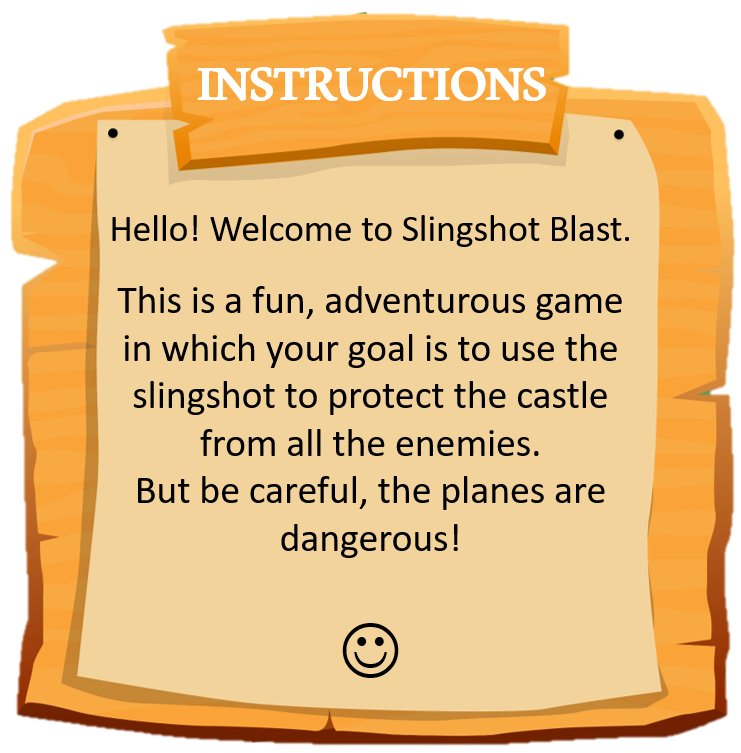 INSTRUCTIONS
Hello! Welcome to Slingshot Blast.
This is a fun, adventurous game
in which your goal is to use the
slingshot to protect the castle
from all the enemies.
But be careful, the planes are
dangerous!